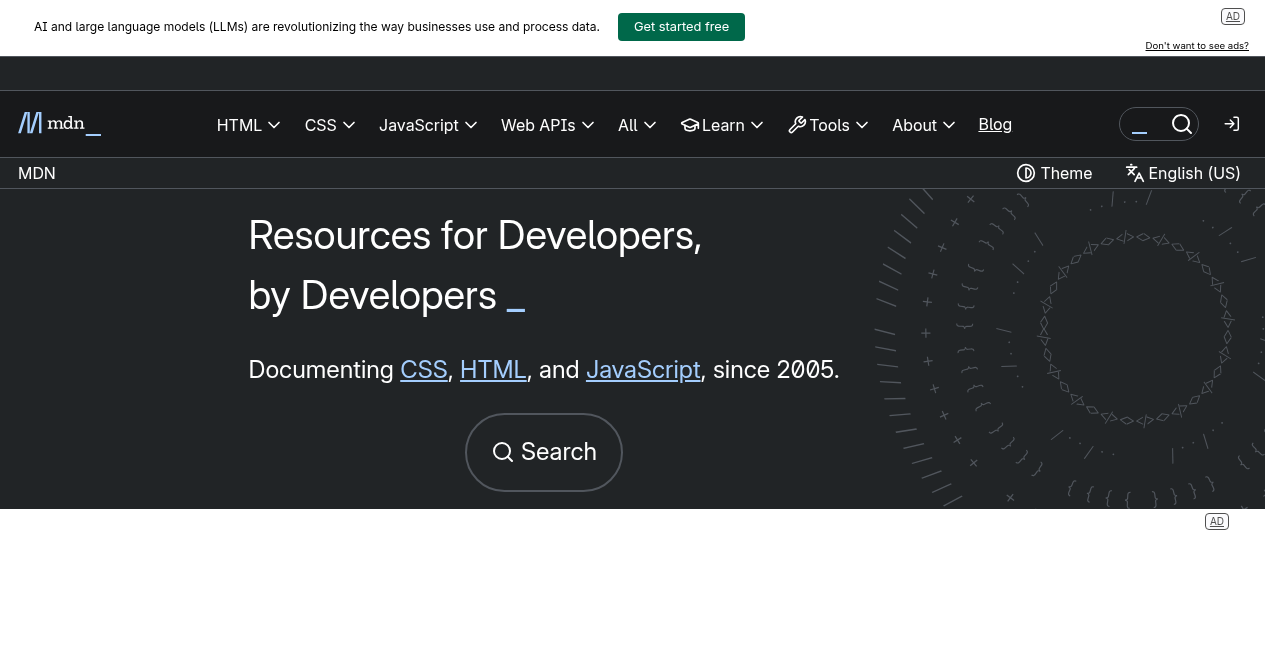 AI and large language models (LLMs) are revolutionizing the way businesses use and process data.
Get started free
AD
Don't want to see ads?
mdn_
HTML
CSS
JavaScript
Web APIs
All
Learn
Tools
About
Blog
MDN
Theme
English (US)
Resources for Developers,
by Developers _
Documenting CSS, HTML, and JavaScript, since 2005.
Search
AD